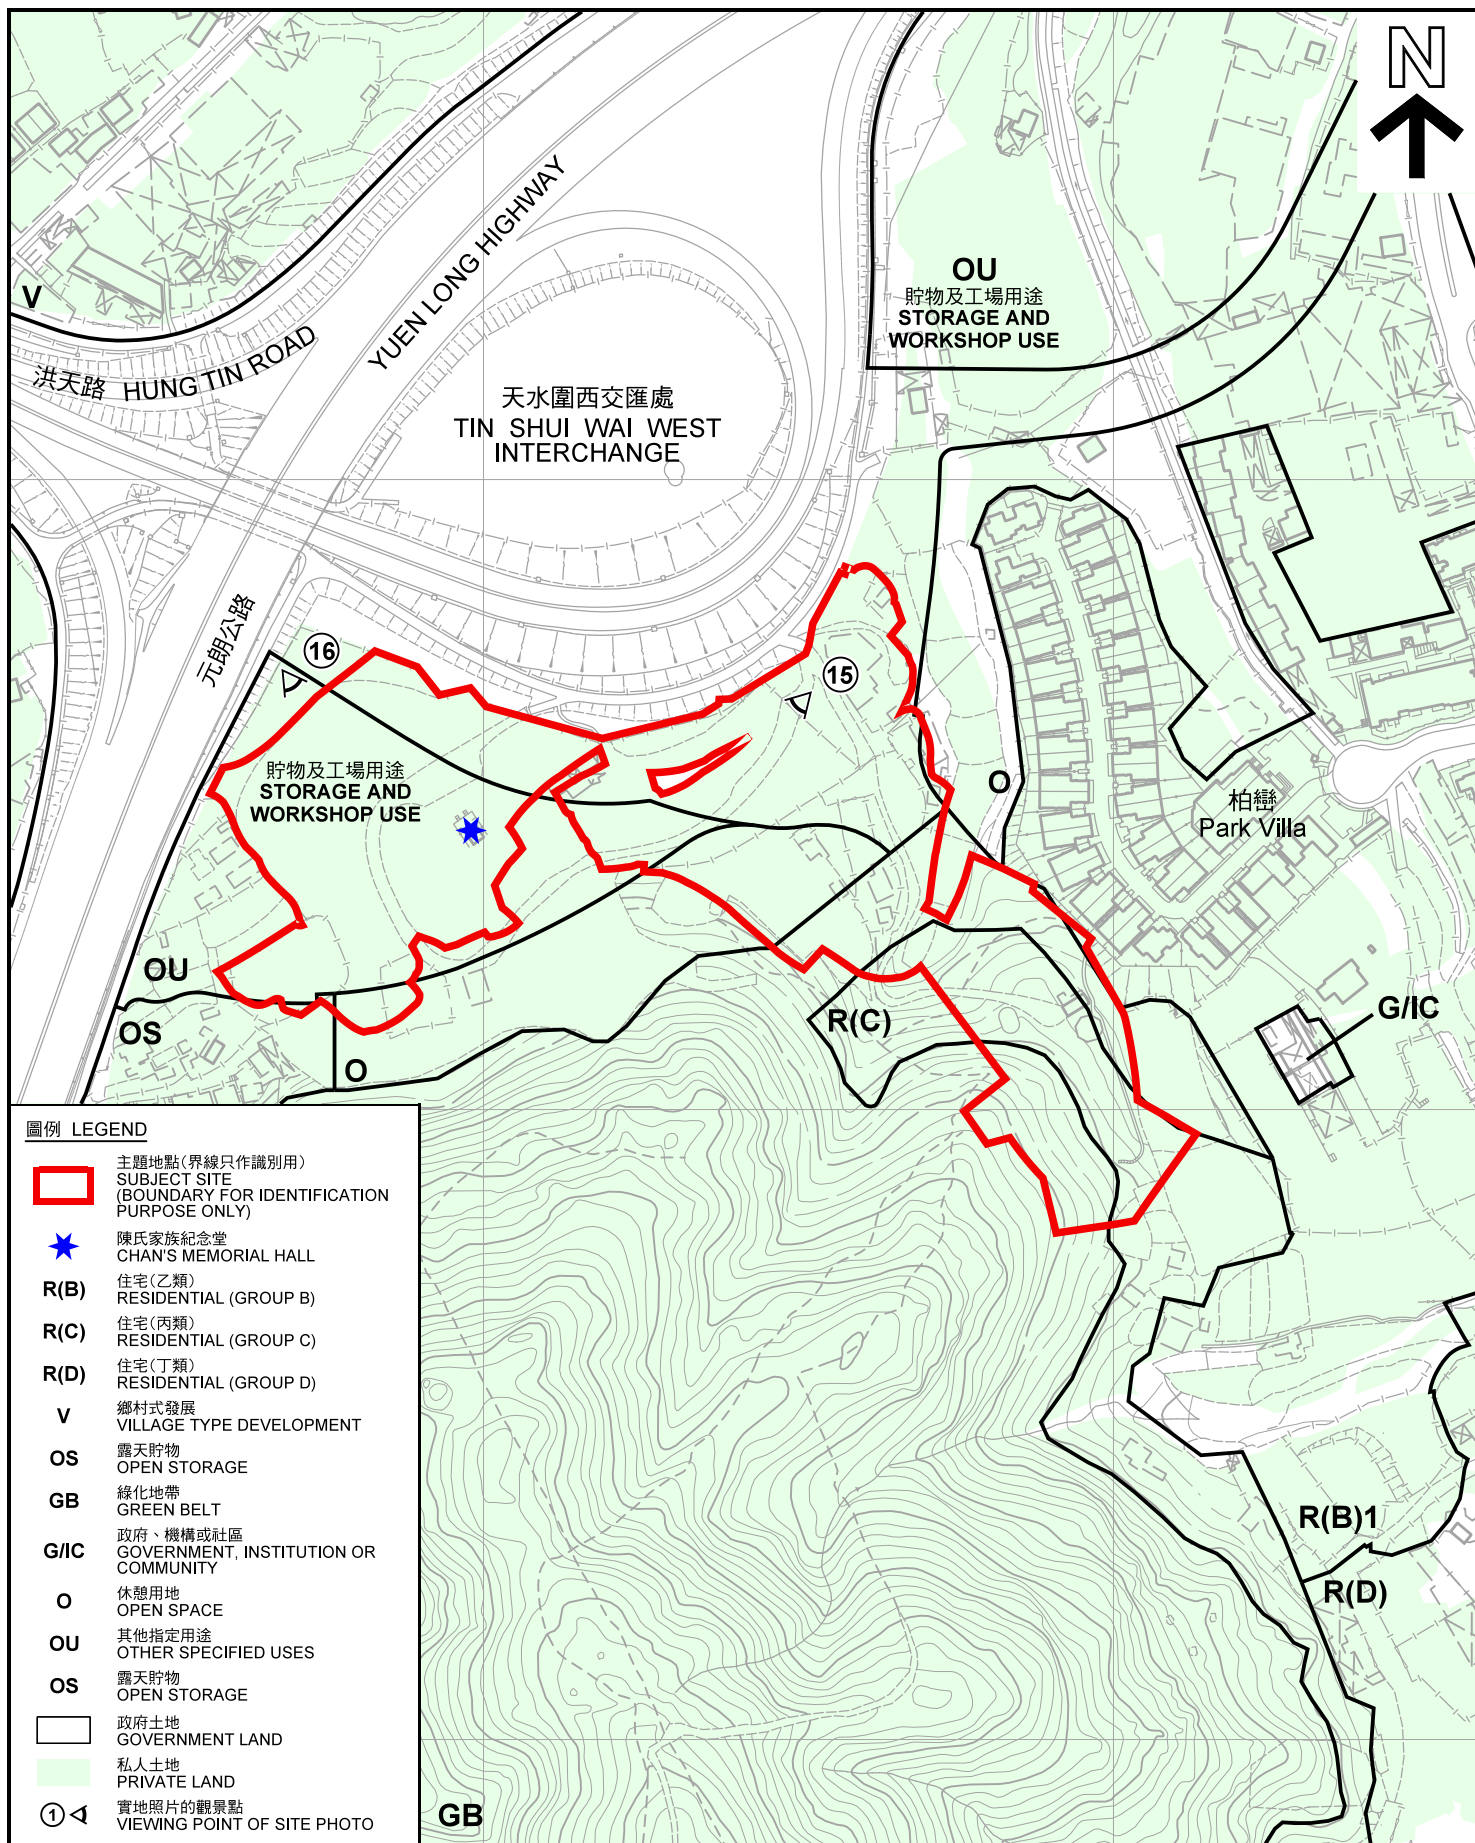 N
YUEN LONG HIGHWAY
OU
貯物及工場用途
STORAGE AND
WORKSHOP USE
V
洪天路 HUNG TIN ROAD
天水圍西交匯處
TIN SHUI WAI WEST
INTERCHANGE
元朗公路
16
15
貯物及工場用途
STORAGE AND
WORKSHOP USE
O
柏巒
Park Villa
OU
OS
R(C)
G/IC
O
圖例 LEGEND
主題地點(界線只作識別用)
SUBJECT SITE
(BOUNDARY FOR IDENTIFICATION
PURPOSE ONLY)
陳氏家族紀念堂
CHAN'S MEMORIAL HALL
R(B)
住宅(乙類)
RESIDENTIAL (GROUP B)
R(C)
住宅(丙類)
RESIDENTIAL (GROUP C)
R(D)
住宅(丁類)
RESIDENTIAL (GROUP D)
V
鄉村式發展
VILLAGE TYPE DEVELOPMENT
OS
露天貯物
OPEN STORAGE
GB
綠化地帶
GREEN BELT
G/IC
政府、機構或社區
GOVERNMENT, INSTITUTION OR
COMMUNITY
O
休憩用地
OPEN SPACE
OU
其他指定用途
OTHER SPECIFIED USES
OS
露天貯物
OPEN STORAGE
政府土地
GOVERNMENT LAND
私人土地
PRIVATE LAND
1
實地照片的觀景點
VIEWING POINT OF SITE PHOTO
R(B)1
R(D)
GB